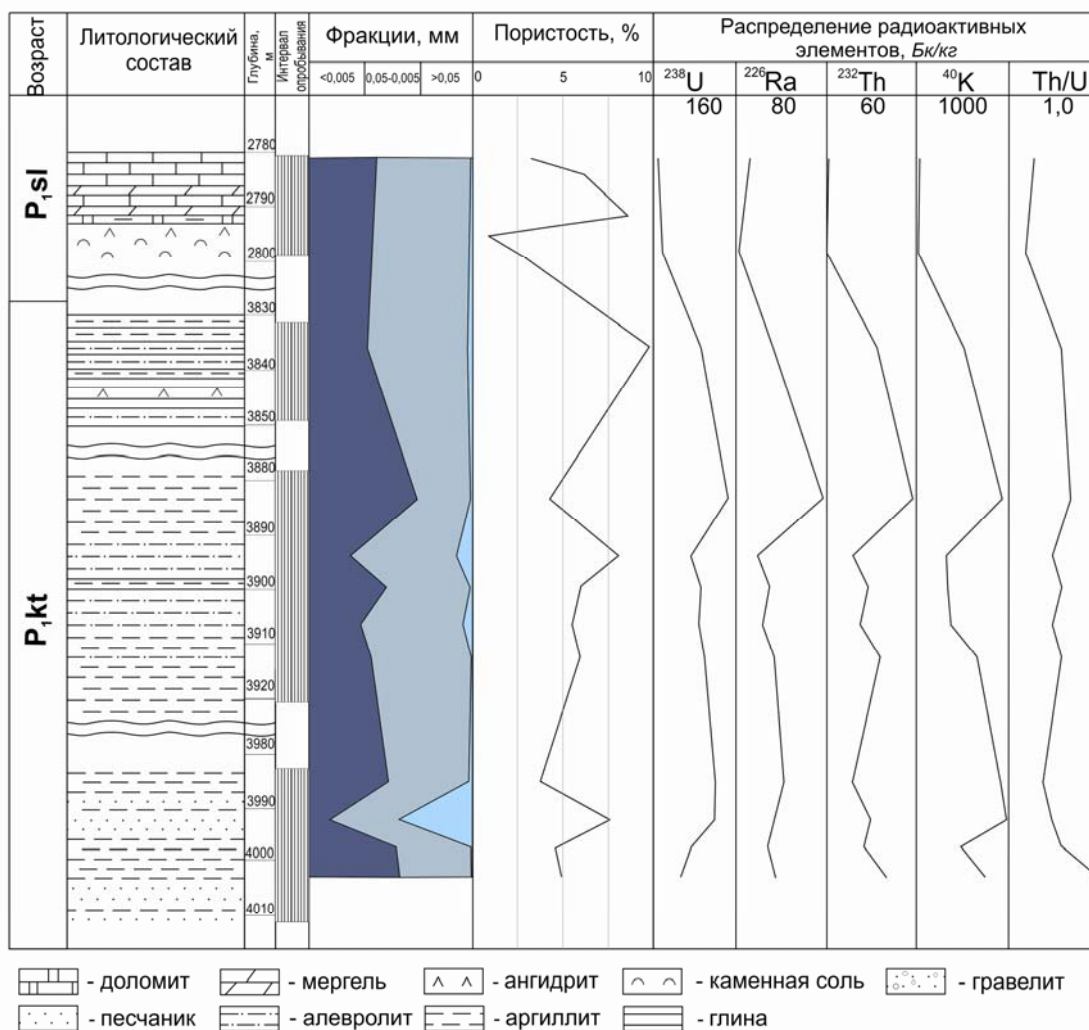 Возраст
Литологический
состав
Глубина,
м
Интервал
опробывания
Фракции, мм
<0,005
0,05-0,005
>0,05
Пористость, %
0
5
10
Распределение радиоактивных
элементов, Бк/кг
²³⁸U
160
²²⁶Ra
80
²³²Th
60
⁴⁰K
1000
Th/U
1,0
P₁sl
P₁kt
2780
2790
2800
3830
3840
3850
3880
3890
3900
3910
3920
3980
3990
4000
4010
- доломит
- мергель
- ангидрит
- каменная соль
- гравелит
- песчаник
- алевролит
- аргиллит
- глина